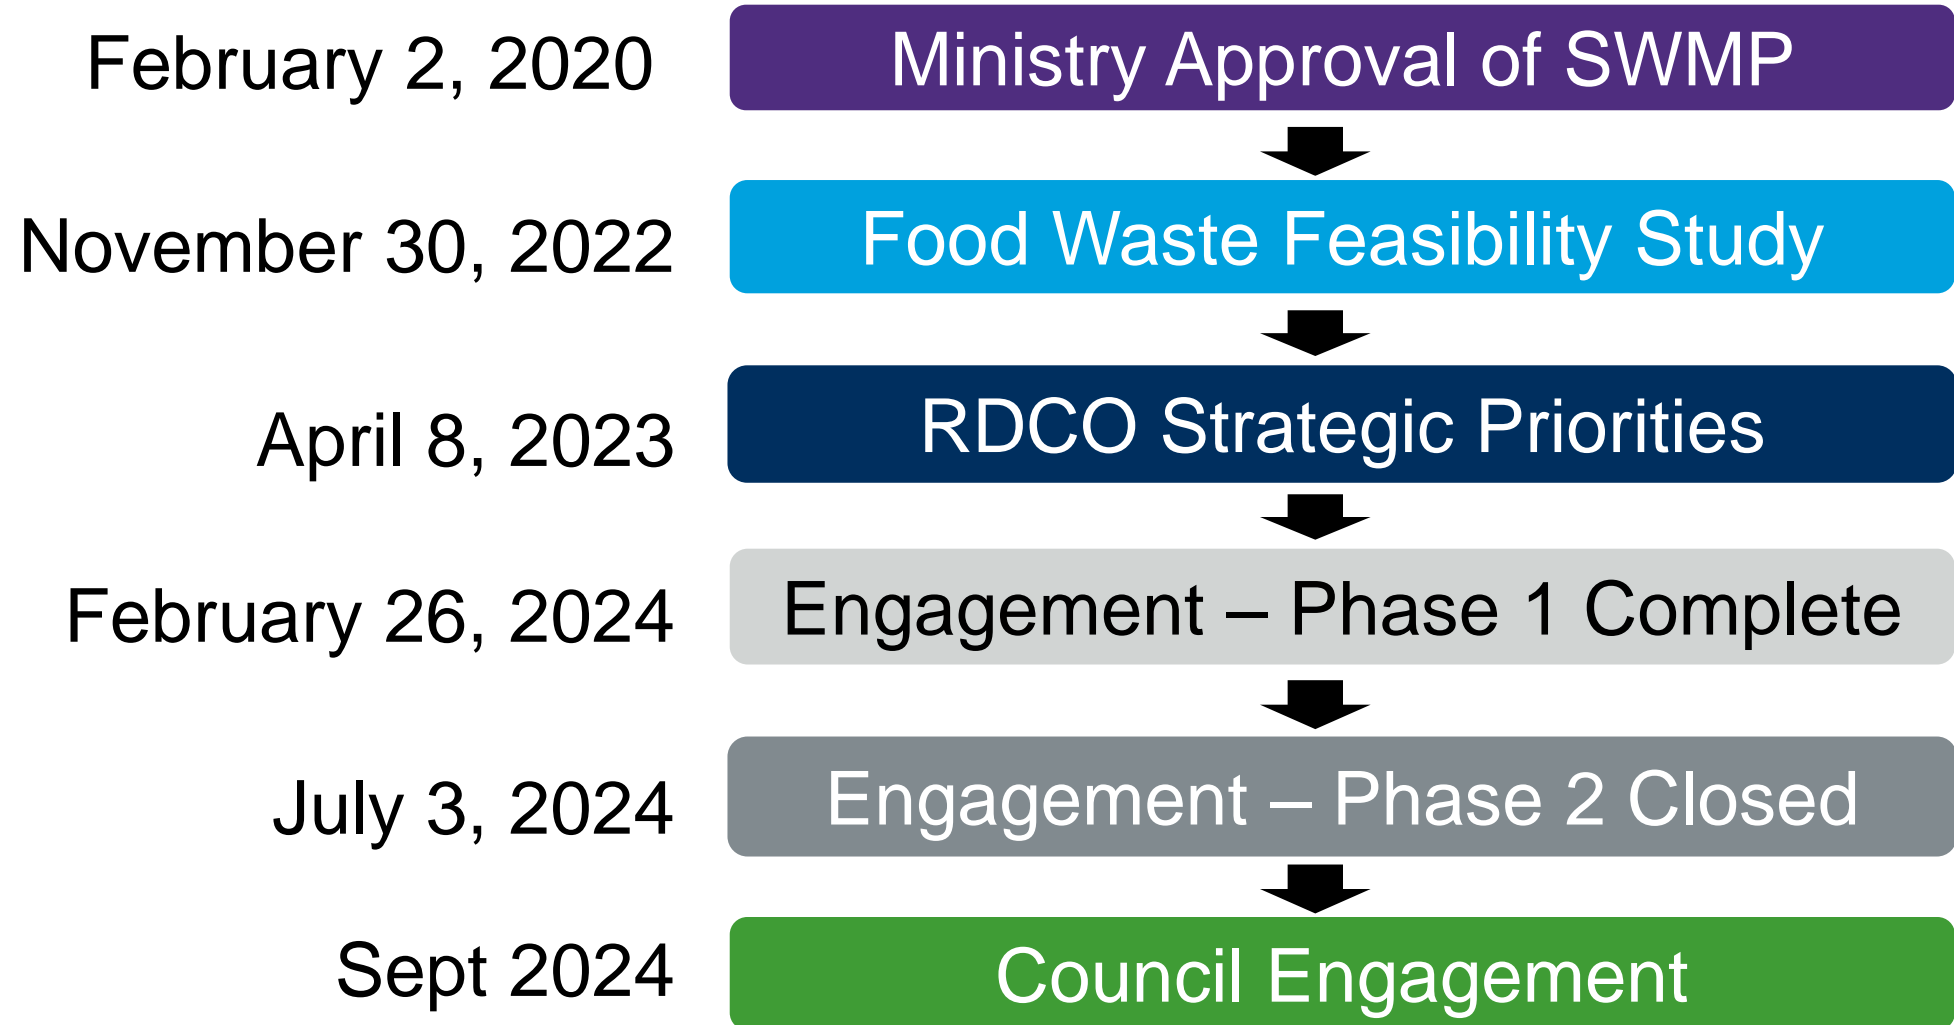 February 2, 2020 Ministry Approval of SWMP
November 30, 2022 Food Waste Feasibility Study
April 8, 2023 RDCO Strategic Priorities
February 26, 2024 Engagement – Phase 1 Complete
July 3, 2024 Engagement – Phase 2 Closed
Sept 2024 Council Engagement